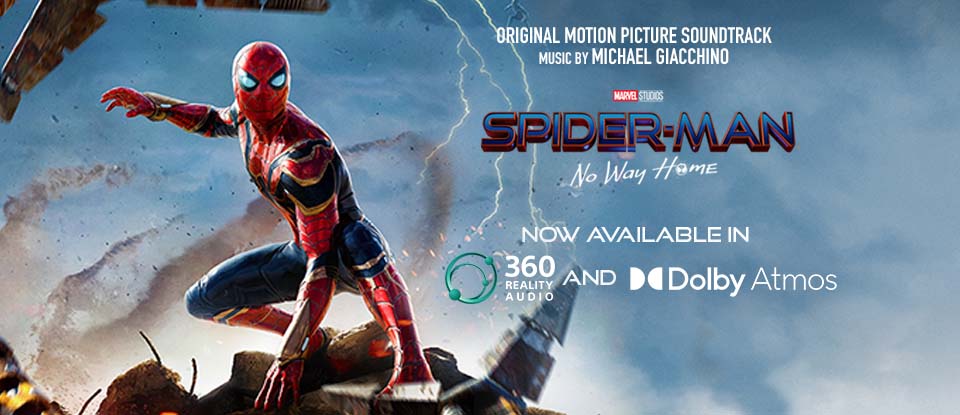 ORIGINAL MOTION PICTURE SOUNDTRACK
MUSIC BY MICHAEL GIACCHINO
MARVEL STUDIOS
SPIDER-MAN
NO WAY HOME
NOW AVAILABLE IN
360 REALITY AUDIO AND Dolby Atmos